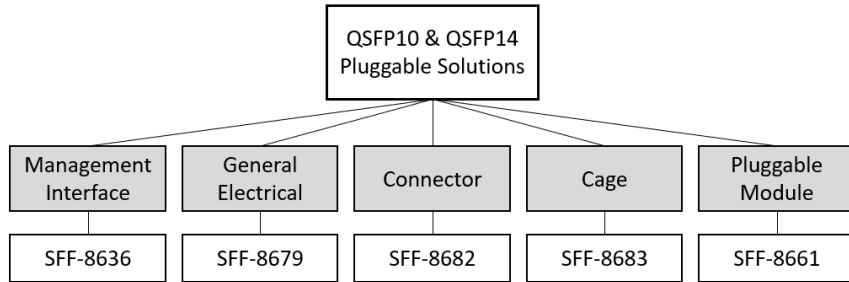 QSFP10 & QSFP14
Pluggable Solutions
Management
Interface
General
Electrical
Connector
Cage
Pluggable
Module
SFF-8636
SFF-8679
SFF-8682
SFF-8683
SFF-8661